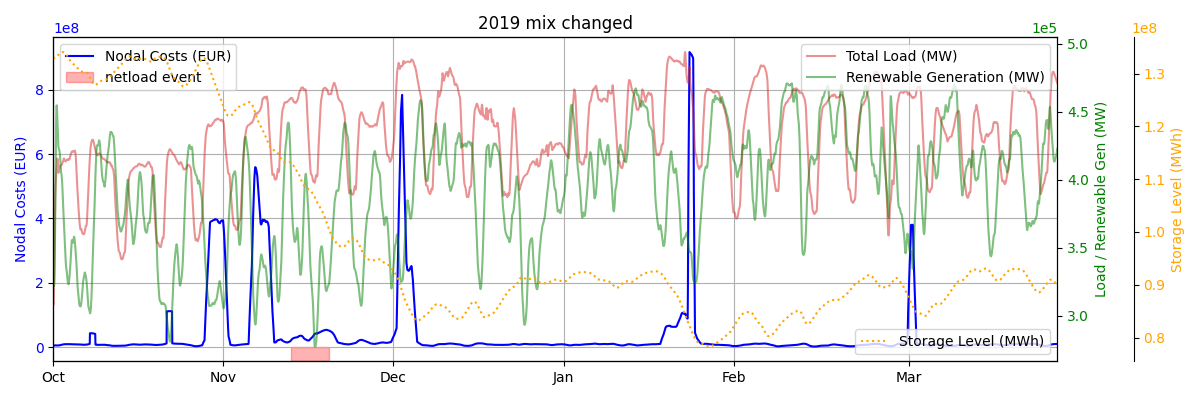 2019 mix changed
1e8
1e5
1e8
Nodal Costs (EUR)
netload event
Total Load (MW)
Renewable Generation (MW)
Storage Level (MWh)
Nodal Costs (EUR)
8
6
4
2
0
Oct
Nov
Dec
Jan
Feb
Mar
5.0
4.5
4.0
3.5
3.0
Load / Renewable Gen (MW)
1.3
1.2
1.1
1.0
0.9
0.8
Storage Level (MWh)